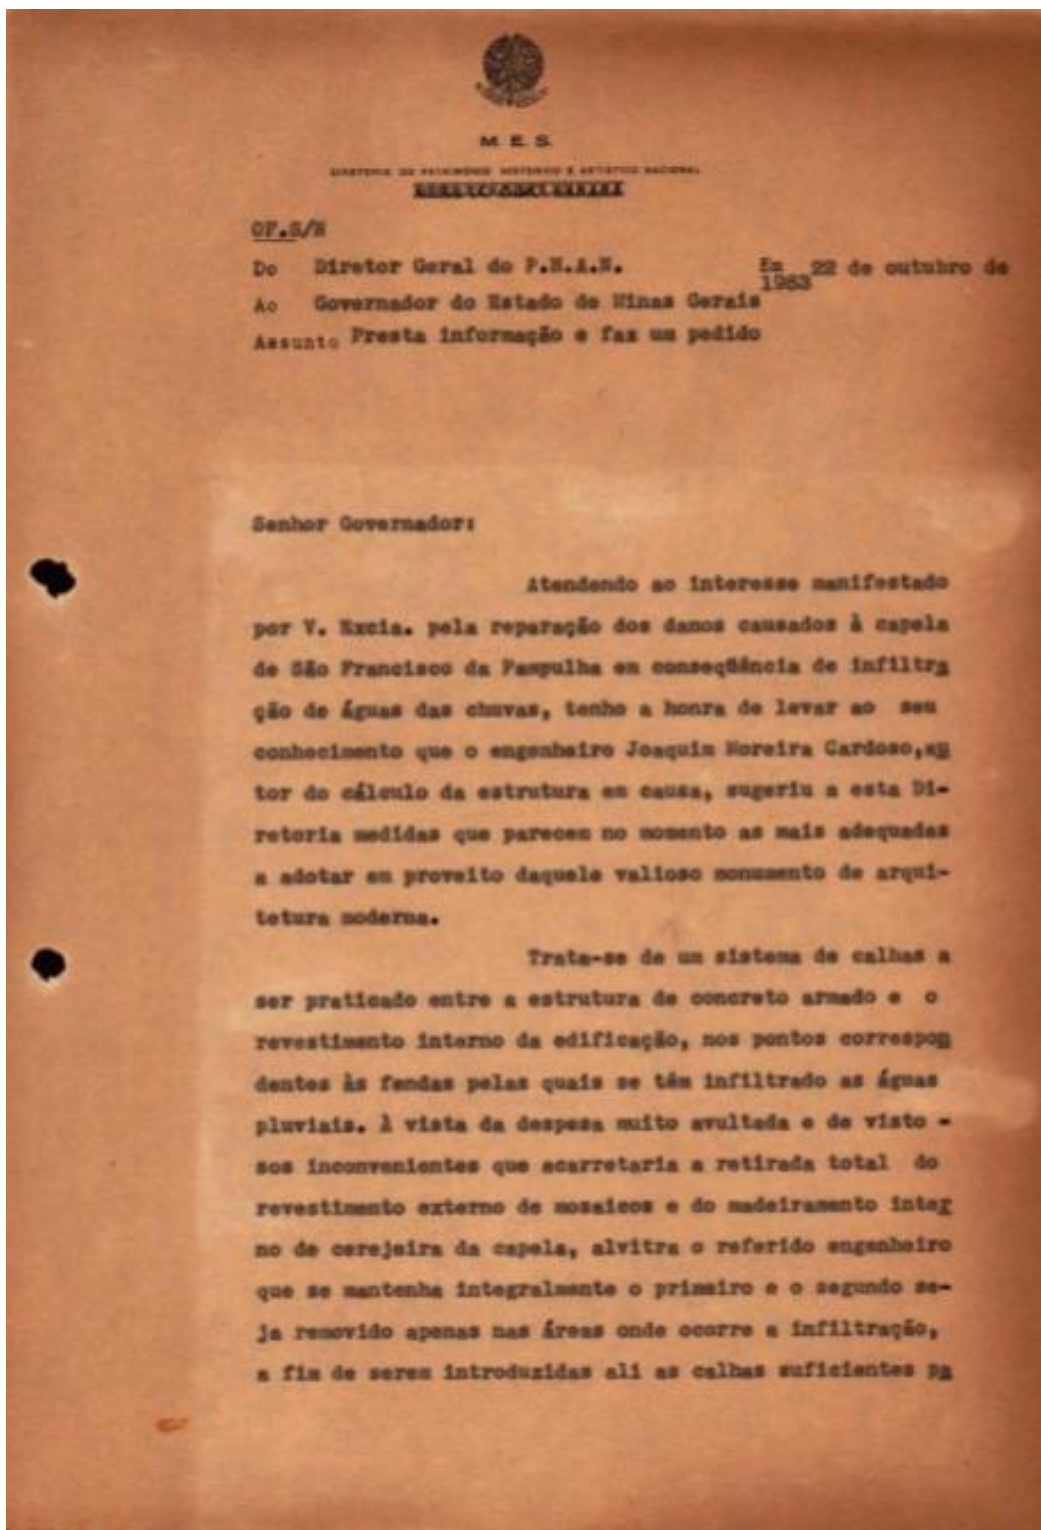 M. E. S.
DIRETORIA DO PATRIMONIO HISTORICO E ARTISTICO NACIONAL
OF.S/N
Do Diretor Geral do P.H.A.N. Em 22 de outubro de
1953
Ao Governador do Estado de Minas Gerais
Assunto Presta informação e faz um pedido
Senhor Governador:
Atendendo ao interesse manifestado
por V. Excia. pela reparação dos danos causados à capela
de São Francisco da Pampulha em conseqüência de infiltra
ção de águas das chuvas, tenho a honra de levar ao seu
conhecimento que o engenheiro Joaquim Moreira Cardoso,au
tor do cálculo da estrutura em causa, sugeriu a esta Di-
retoria medidas que parecem no momento as mais adequadas
a adotar em proveito daquele valioso monumento de arqui-
tetura moderna.
Trata-se de um sistema de calhas a
ser praticado entre a estrutura de concreto armado e o
revestimento interno da edificação, nos pontos correspon
dentes às fendas pelas quais se têm infiltrado as águas
pluviais. À vista da despesa muito avultada e de visto -
sos inconvenientes que acarretaria a retirada total do
revestimento externo de mosaicos e do madeiramento inter
no de cerejeira da capela, alvitra o referido engenheiro
que se mantenha integralmente o primeiro e o segundo se-
ja removido apenas nas áreas onde ocorre a infiltração,
a fim de serem introduzidas ali as calhas suficientes pa